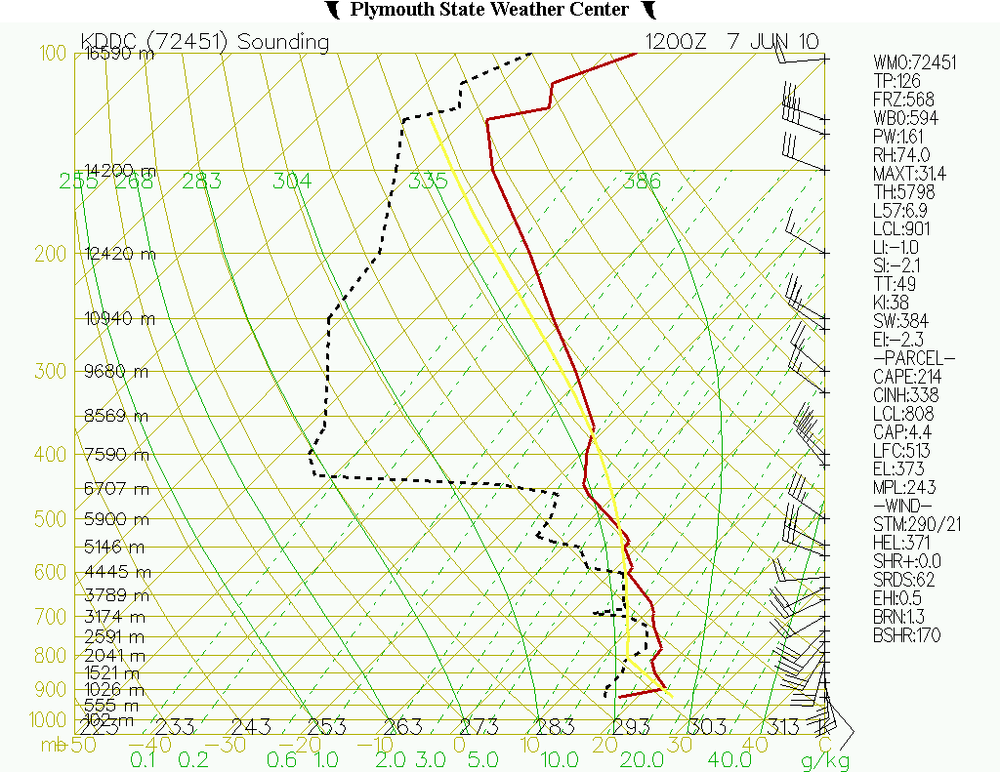 Plymouth State Weather Center
KDDC (72451) Sounding 1200Z 7 JUN 10
100 16590 m
14200 m
255 268 283 304 335 386
200 12420 m
10940 m
300 9680 m
8569 m
400 7590 m
6707 m
500 5900 m
5146 m
600 4445 m
3789 m
700 3174 m
2591 m
800 2041 m
1521 m
900 1026 m
555 m
1000 102 m
223 233 243 253 263 273 283 293 303 313
mb -50 -40 -30 -20 -10 0 10 20 30 40 C
0.1 0.2 0.6 1.0 2.0 3.0 5.0 10.0 20.0 40.0 g/kg
WMO:72451
TP:126
FRZ:568
WB0:594
PW:1.61
RH:74.0
MAXT:31.4
TH:5798
L57:6.9
LCL:901
LI:-1.0
SI:-2.1
TT:49
KI:38
SW:384
EI:-2.3
-PARCEL-
CAPE:214
CINH:338
LCL:808
CAP:4.4
LFC:513
EL:373
MPL:243
-WIND-
STM:290/21
HEL:371
SHR+:0.0
SRDS:62
EHI:0.5
BRN:1.3
BSHR:170